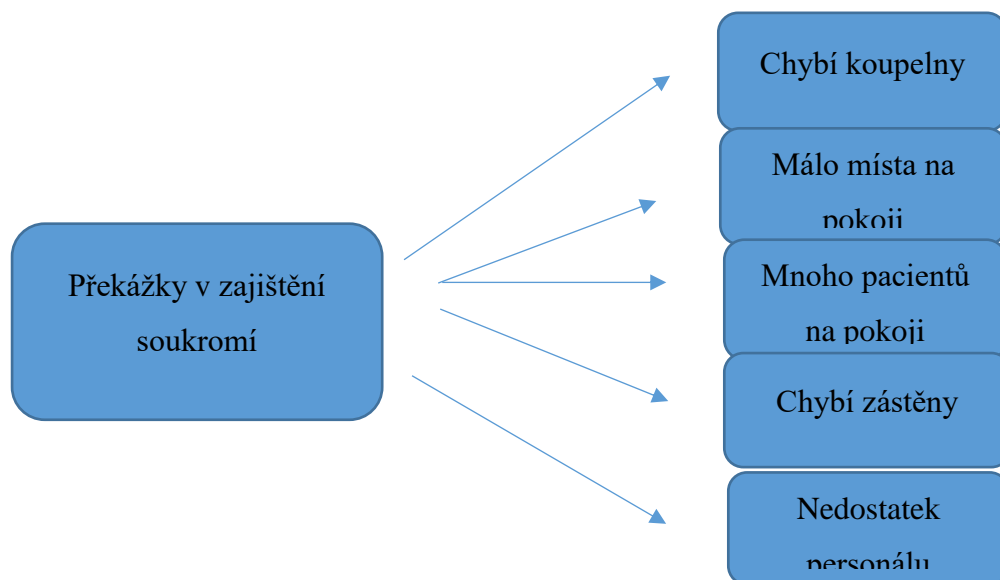 Překážky v zajištění
soukromí
Chybí koupelny
Málo místa na
pokoji
Mnoho pacientů
na pokoji
Chybí zástěny
Nedostatek
personálu